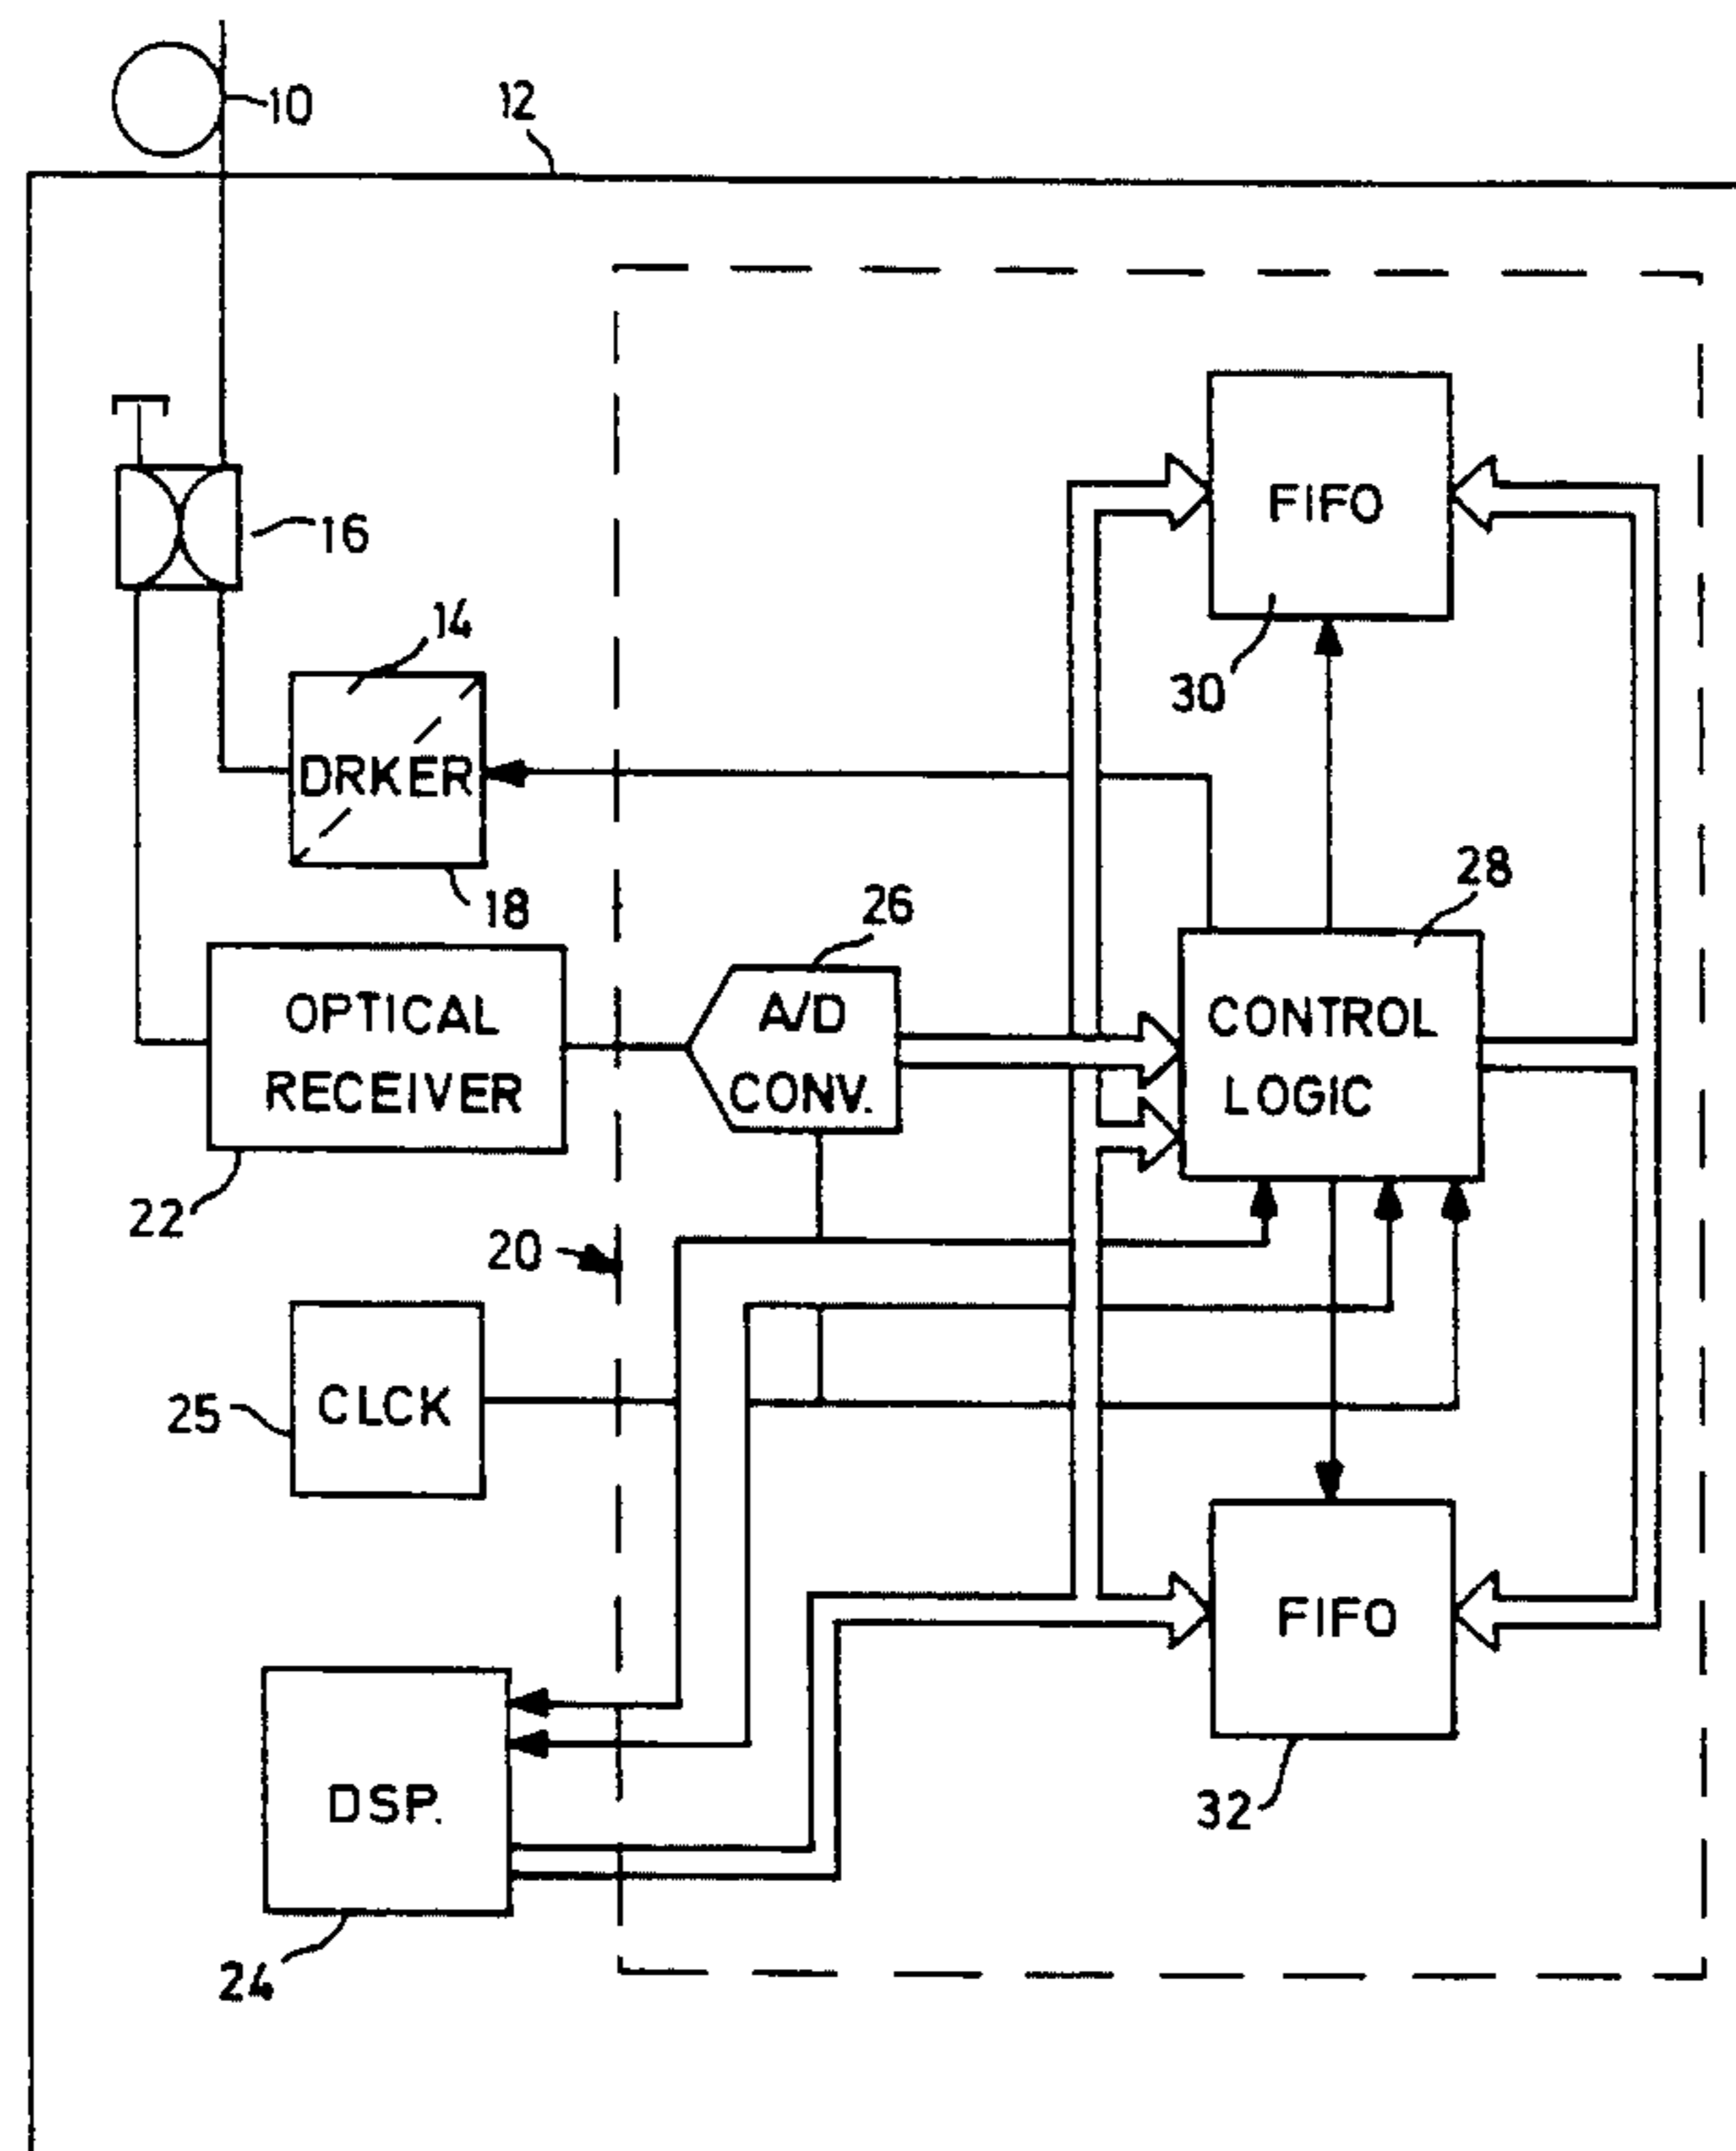 10
12
16
14
DRKER
18
FIFO
30
28
CONTROL
LOGIC
26
A/D
CONV.
OPTICAL
RECEIVER
22
20
25
CLCK
FIFO
32
DSP.
24